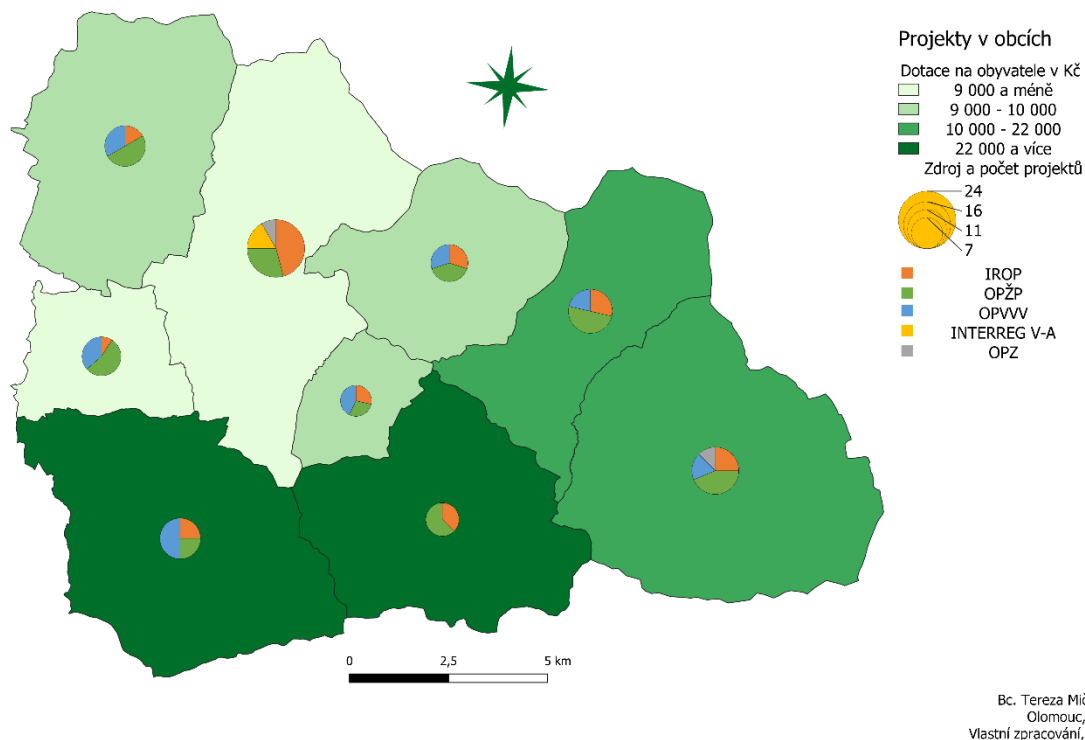 Projekty v obcích
Dotace na obyvatele v Kč
9 000 a méně
9 000 - 10 000
10 000 - 22 000
22 000 a více
Zdroj a počet projektů
24
16
11
7
IROP
OPŽP
OPVVV
INTERREG V-A
OPZ
0 2,5 5 km
Bc. Tereza
Olomouc,
Vlastní zpracování,